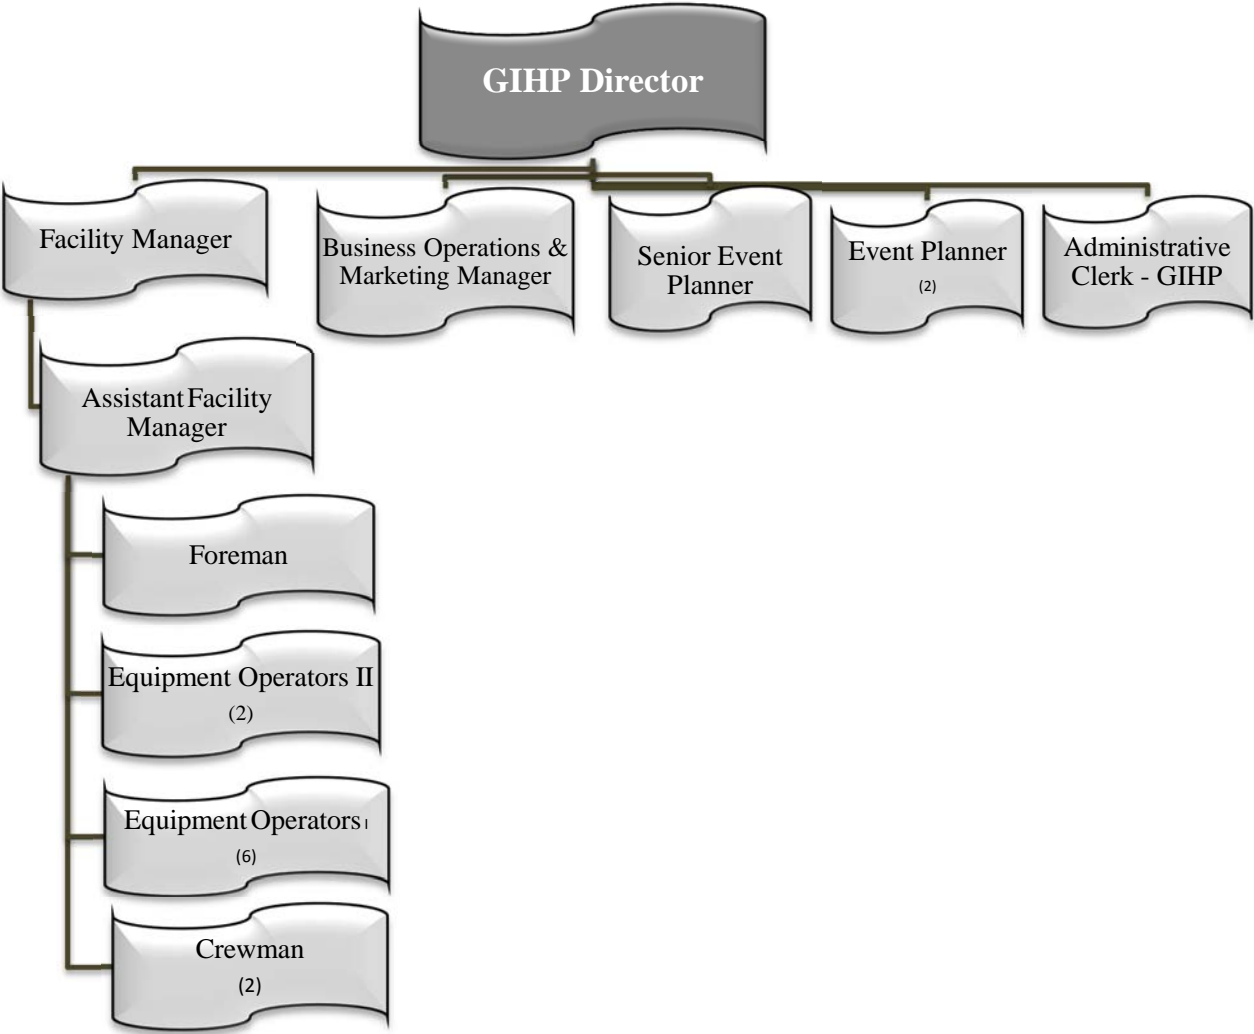 GIHP Director
Facility Manager
Business Operations &
Marketing Manager
Senior Event
Planner
Event Planner
(2)
Administrative
Clerk - GIHP
Assistant Facility
Manager
Foreman
Equipment Operators II
(2)
Equipment Operators I
(6)
Crewman
(2)